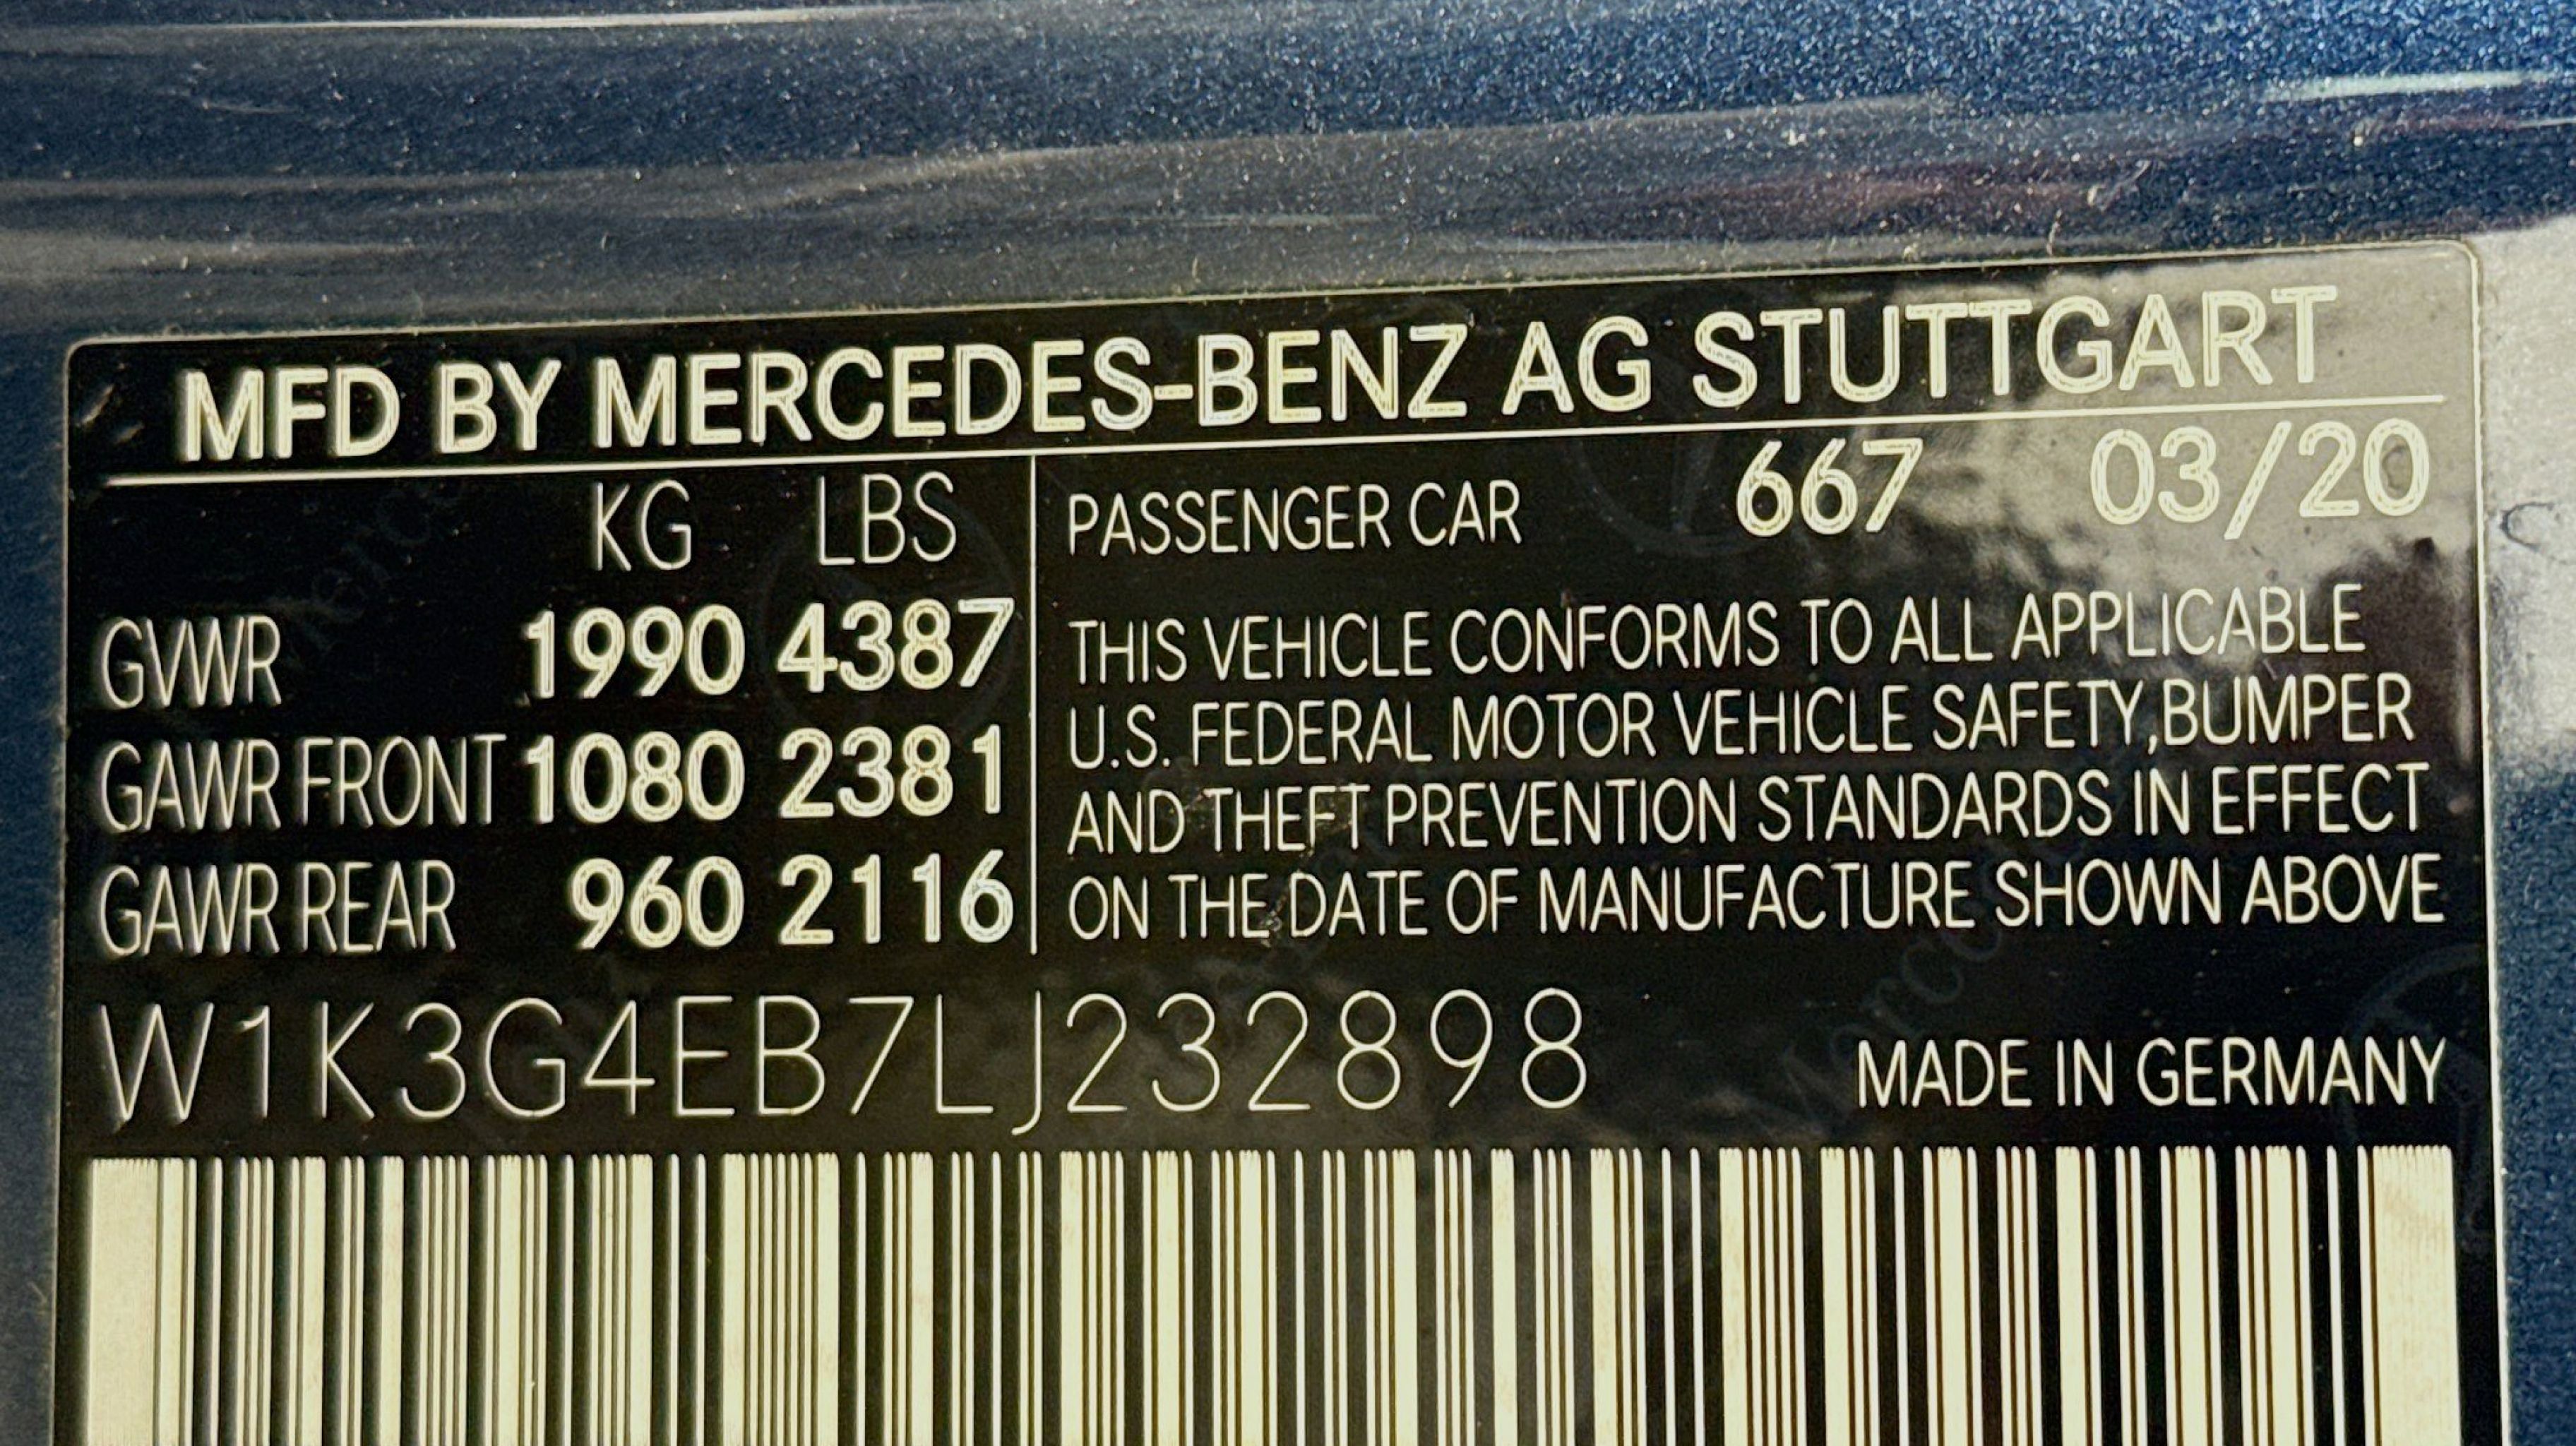 MFD BY MERCEDES-BENZ AG STUTTGART
KG LBS
GVWR 1990 4387
GAWR FRONT 1080 2381
GAWR REAR 960 2116
PASSENGER CAR 667 03/20
THIS VEHICLE CONFORMS TO ALL APPLICABLE
U.S. FEDERAL MOTOR VEHICLE SAFETY,BUMPER
AND THEFT PREVENTION STANDARDS IN EFFECT
ON THE DATE OF MANUFACTURE SHOWN ABOVE
W1K3G4EB7LJ232898
MADE IN GERMANY